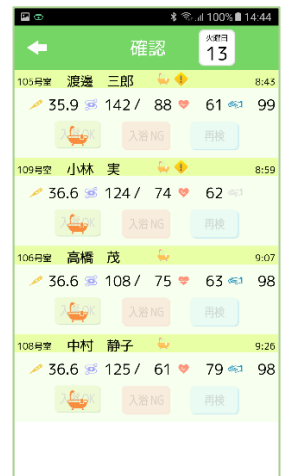 100% 14:44
確認
火曜日
13
105号室 渡邊 三郎 8:43
35.9 142 / 88 61 99
入浴OK 入浴NG 再検
109号室 小林 実 8:59
36.6 124 / 74 62
入浴OK 入浴NG 再検
106号室 高橋 茂 9:07
36.6 108 / 75 63 98
入浴OK 入浴NG 再検
108号室 中村 静子 9:26
36.6 125 / 61 79 98
入浴OK 入浴NG 再検